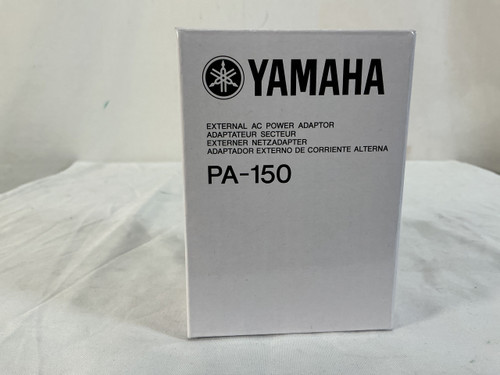 YAMAHA
EXTERNAL AC POWER ADAPTOR
ADAPTATEUR SECTEUR
EXTERNER NETZADAPTER
ADAPTADOR EXTERNO DE CORRIENTE ALTERNA
PA-150